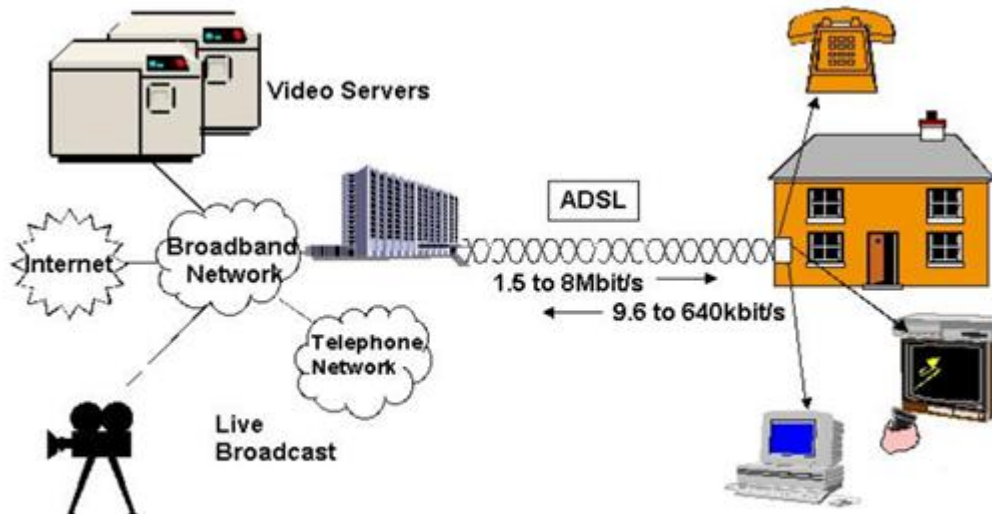 Video Servers
ADSL
Internet
Broadband
Network
1.5 to 8Mbit/s
9.6 to 640kbit/s
Telephone
Network
Live
Broadcast